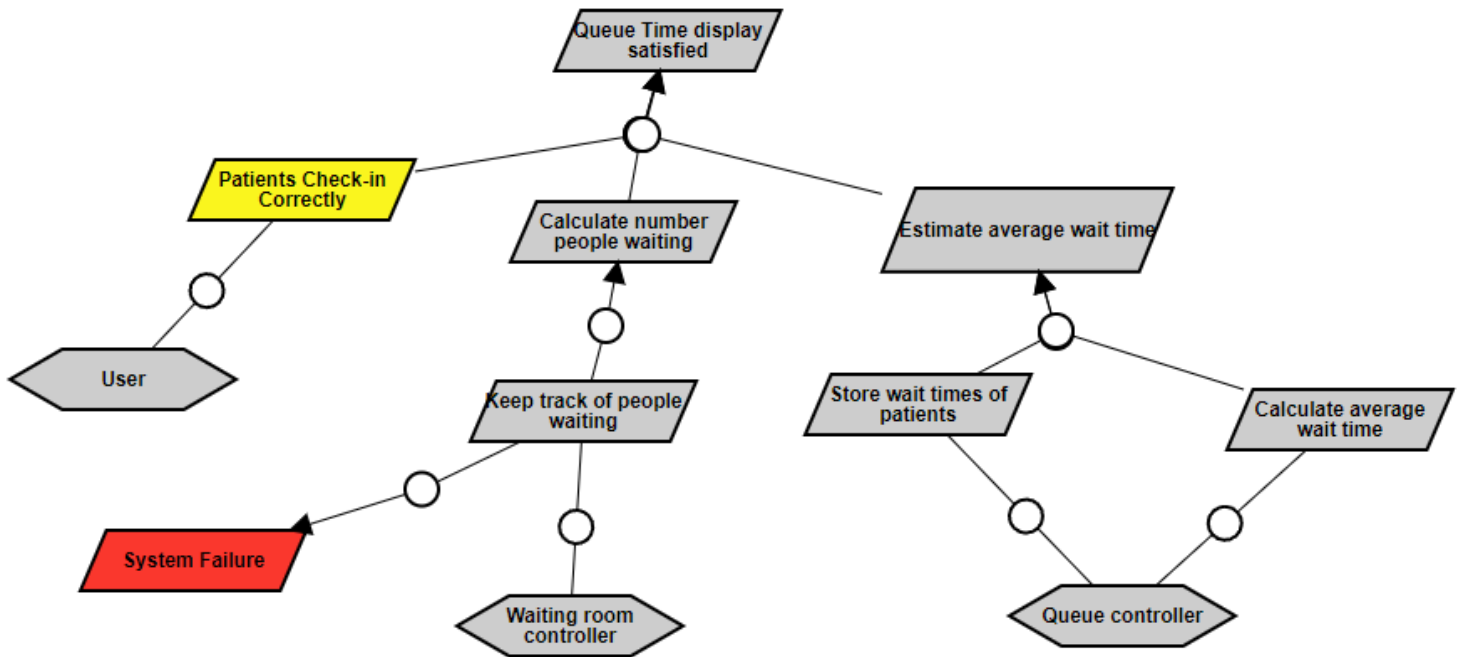 Queue Time display
satisfied
Patients Check-in
Correctly
Calculate number
people waiting
Estimate average wait time
User
Keep track of people
waiting
Store wait times of
patients
Calculate average
wait time
System Failure
Waiting room
controller
Queue controller